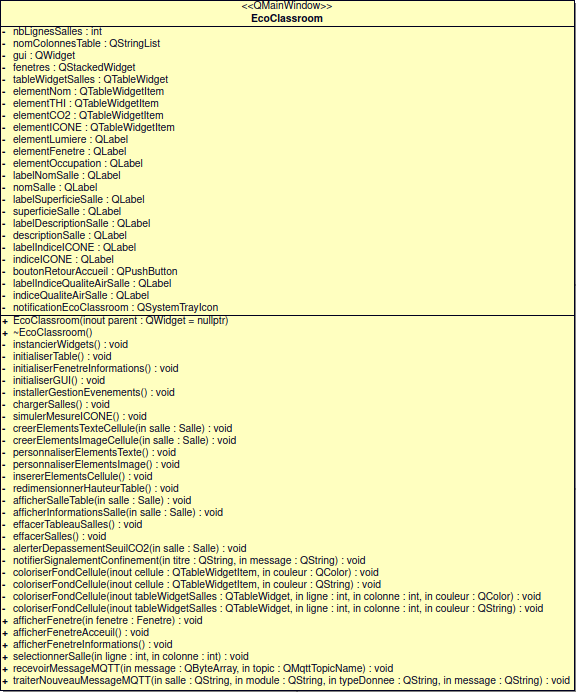 <<QMainWindow>>
EcoClassroom
- nbLignesSalles : int
- nomColonnesTable : QStringList
- gui : QWidget
- fenetres : QStackedWidget
- tableWidgetSalles : QTableWidget
- elementNom : QTableWidgetItem
- elementTHI : QTableWidgetItem
- elementCO2 : QTableWidgetItem
- elementICONE : QTableWidgetItem
- elementLumiere : QLabel
- elementFenetre : QLabel
- elementOccupation : QLabel
- labelNomSalle : QLabel
- nomSalle : QLabel
- labelSuperficieSalle : QLabel
- superficieSalle : QLabel
- labelDescriptionSalle : QLabel
- descriptionSalle : QLabel
- labelIndiceICONE : QLabel
- indiceICONE : QLabel
- boutonRetourAccueil : QPushButton
- labelIndiceQualiteAirSalle : QLabel
- indiceQualiteAirSalle : QLabel
- notificationEcoClassroom : QSystemTrayIcon
+ EcoClassroom(inout parent : QWidget = nullptr)
+ ~EcoClassroom()
- instancierWidgets() : void
- initialiserTable() : void
- initialiserFenetreInformations() : void
- initialiserGUI() : void
- installerGestionEvenements() : void
- chargerSalles() : void
- simulerMesureICONE() : void
- creerElementsTexteCellule(in salle : Salle) : void
- creerElementsImageCellule(in salle : Salle) : void
- personnaliserElementsTexte() : void
- personnaliserElementsImage() : void
- insererElementsCellule() : void
- redimensionnerHauteurTable() : void
- afficherSalleTable(in salle : Salle) : void
- afficherInformationsSalle(in salle : Salle) : void
- effacerTableauSalles() : void
- effacerSalles() : void
- alerterDepassementSeuilCO2(in salle : Salle) : void
- notifierSignalementConfinement(in titre : QString, in message : QString) : void
- coloriserFondCellule(inout cellule : QTableWidgetItem, in couleur : QColor) : void
- coloriserFondCellule(inout cellule : QTableWidgetItem, in couleur : QString) : void
- coloriserFondCellule(inout tableWidgetSalles : QTableWidget, in ligne : int, in colonne : int, in couleur : QColor) : void
- coloriserFondCellule(inout tableWidgetSalles : QTableWidget, in ligne : int, in colonne : int, in couleur : QString) : void
+ afficherFenetre(in fenetre : Fenetre) : void
+ afficherFenetreAcceuil() : void
+ afficherFenetreInformations() : void
+ selectionnerSalle(in ligne : int, in colonne : int) : void
+ recevoirMessageMQTT(in message : QByteArray, in topic : QMqttTopicName) : void
+ traiterNouveauMessageMQTT(in salle : QString, in module : QString, in typeDonnee : QString, in message : QString) : void